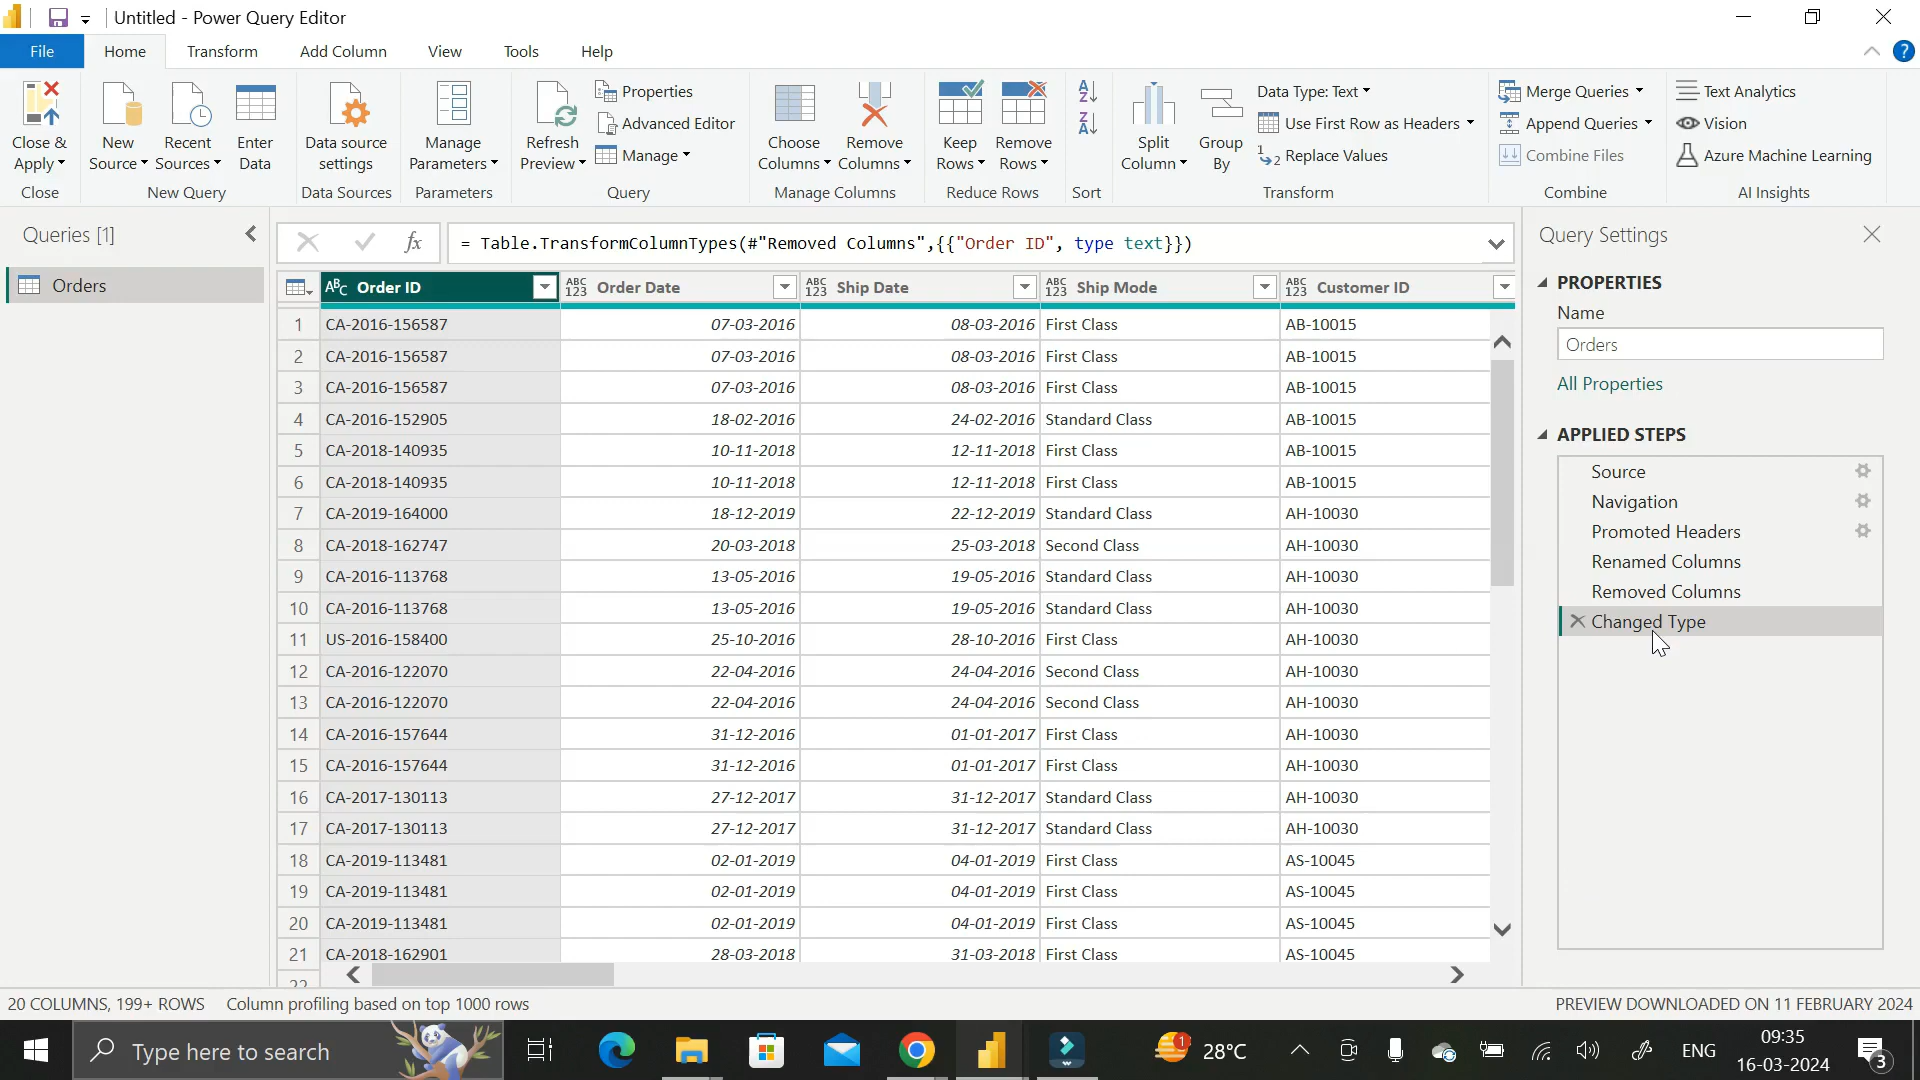 Untitled - Power Query Editor
File Home Transform Add Column View Tools Help
Close & Apply
Close
New Source
Recent Sources
Enter Data
New Query
Data source settings
Data Sources
Manage Parameters
Parameters
Refresh Preview
Properties
Advanced Editor
Manage
Query
Choose Columns
Remove Columns
Manage Columns
Keep Rows
Remove Rows
Reduce Rows
A Z
Z A
Sort
Split Column
Group By
Data Type: Text
Use First Row as Headers
1 2 Replace Values
Transform
Merge Queries
Append Queries
Combine Files
Combine
Text Analytics
Vision
Azure Machine Learning
AI Insights
?
Queries [1]
Orders
fx = Table.TransformColumnTypes(#"Removed Columns",{{"Order ID", type text}})
ABC Order ID ABC 123 Order Date ABC 123 Ship Date ABC 123 Ship Mode ABC 123 Customer ID
1 CA-2016-156587 07-03-2016 08-03-2016 First Class AB-10015
2 CA-2016-156587 07-03-2016 08-03-2016 First Class AB-10015
3 CA-2016-156587 07-03-2016 08-03-2016 First Class AB-10015
4 CA-2016-152905 18-02-2016 24-02-2016 Standard Class AB-10015
5 CA-2018-140935 10-11-2018 12-11-2018 First Class AB-10015
6 CA-2018-140935 10-11-2018 12-11-2018 First Class AB-10015
7 CA-2019-164000 18-12-2019 22-12-2019 Standard Class AH-10030
8 CA-2018-162747 20-03-2018 25-03-2018 Second Class AH-10030
9 CA-2016-113768 13-05-2016 19-05-2016 Standard Class AH-10030
10 CA-2016-113768 13-05-2016 19-05-2016 Standard Class AH-10030
11 US-2016-158400 25-10-2016 28-10-2016 First Class AH-10030
12 CA-2016-122070 22-04-2016 24-04-2016 Second Class AH-10030
13 CA-2016-122070 22-04-2016 24-04-2016 Second Class AH-10030
14 CA-2016-157644 31-12-2016 01-01-2017 First Class AH-10030
15 CA-2016-157644 31-12-2016 01-01-2017 First Class AH-10030
16 CA-2017-130113 27-12-2017 31-12-2017 Standard Class AH-10030
17 CA-2017-130113 27-12-2017 31-12-2017 Standard Class AH-10030
18 CA-2019-113481 02-01-2019 04-01-2019 First Class AS-10045
19 CA-2019-113481 02-01-2019 04-01-2019 First Class AS-10045
20 CA-2019-113481 02-01-2019 04-01-2019 First Class AS-10045
21 CA-2018-162901 28-03-2018 31-03-2018 First Class AS-10045
22
Query Settings
PROPERTIES
Name
Orders
All Properties
APPLIED STEPS
Source
Navigation
Promoted Headers
Renamed Columns
Removed Columns
Changed Type
20 COLUMNS, 199+ ROWS Column profiling based on top 1000 rows PREVIEW DOWNLOADED ON 11 FEBRUARY 2024
Type here to search
1 28°C
ENG
09:35
16-03-2024
3